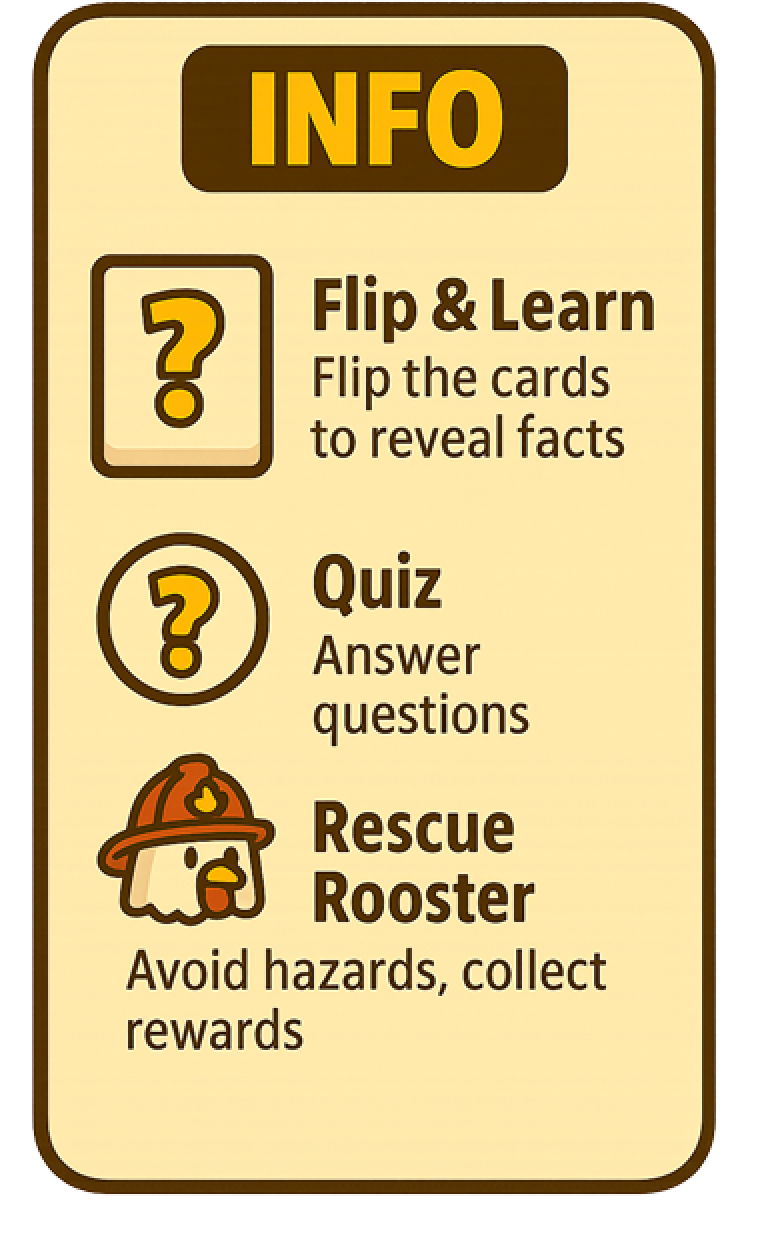 INFO
?
Flip & Learn
Flip the cards
to reveal facts
?
Quiz
Answer
questions
Rescue
Rooster
Avoid hazards, collect
rewards